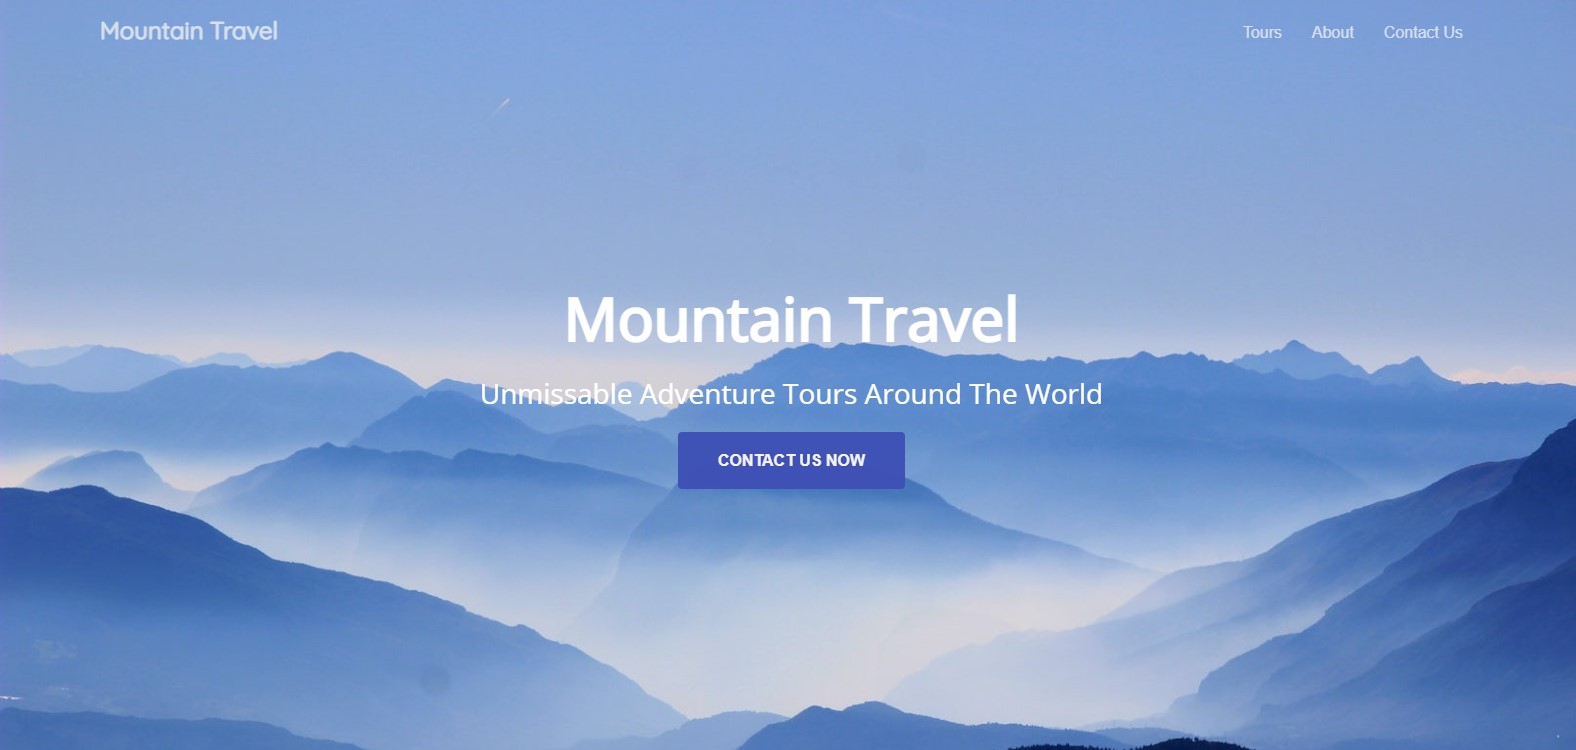 Mountain Travel
Tours About Contact Us
Mountain Travel
Unmissable Adventure Tours Around The World
CONTACT US NOW